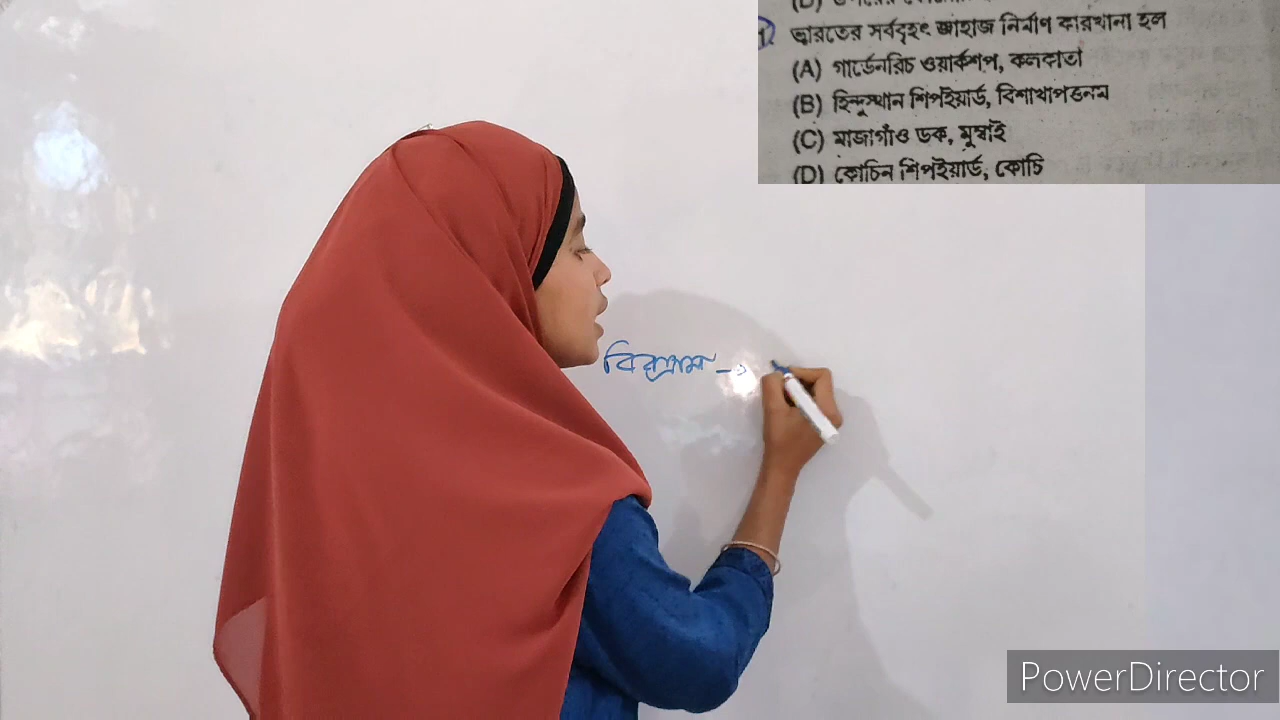 ভারতের সর্ববৃহৎ জাহাজ নির্মাণ কারখানা হল
(A) গার্ডেনরিচ ওয়ার্কশপ, কলকাতা
(B) হিন্দুস্থান শিপইয়ার্ড, বিশাখাপত্তনম
(C) মাজাগাঁও ডক, মুম্বাই
(D) কোচিন শিপইয়ার্ড, কোচি
PowerDirector